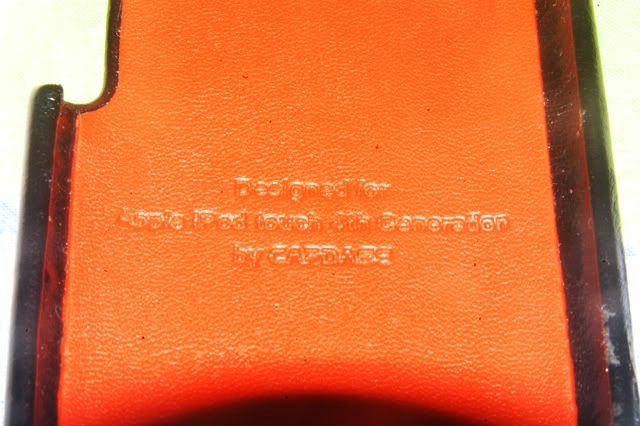 Designed for
Apple iPod touch 4th Generation
by CAPDASE